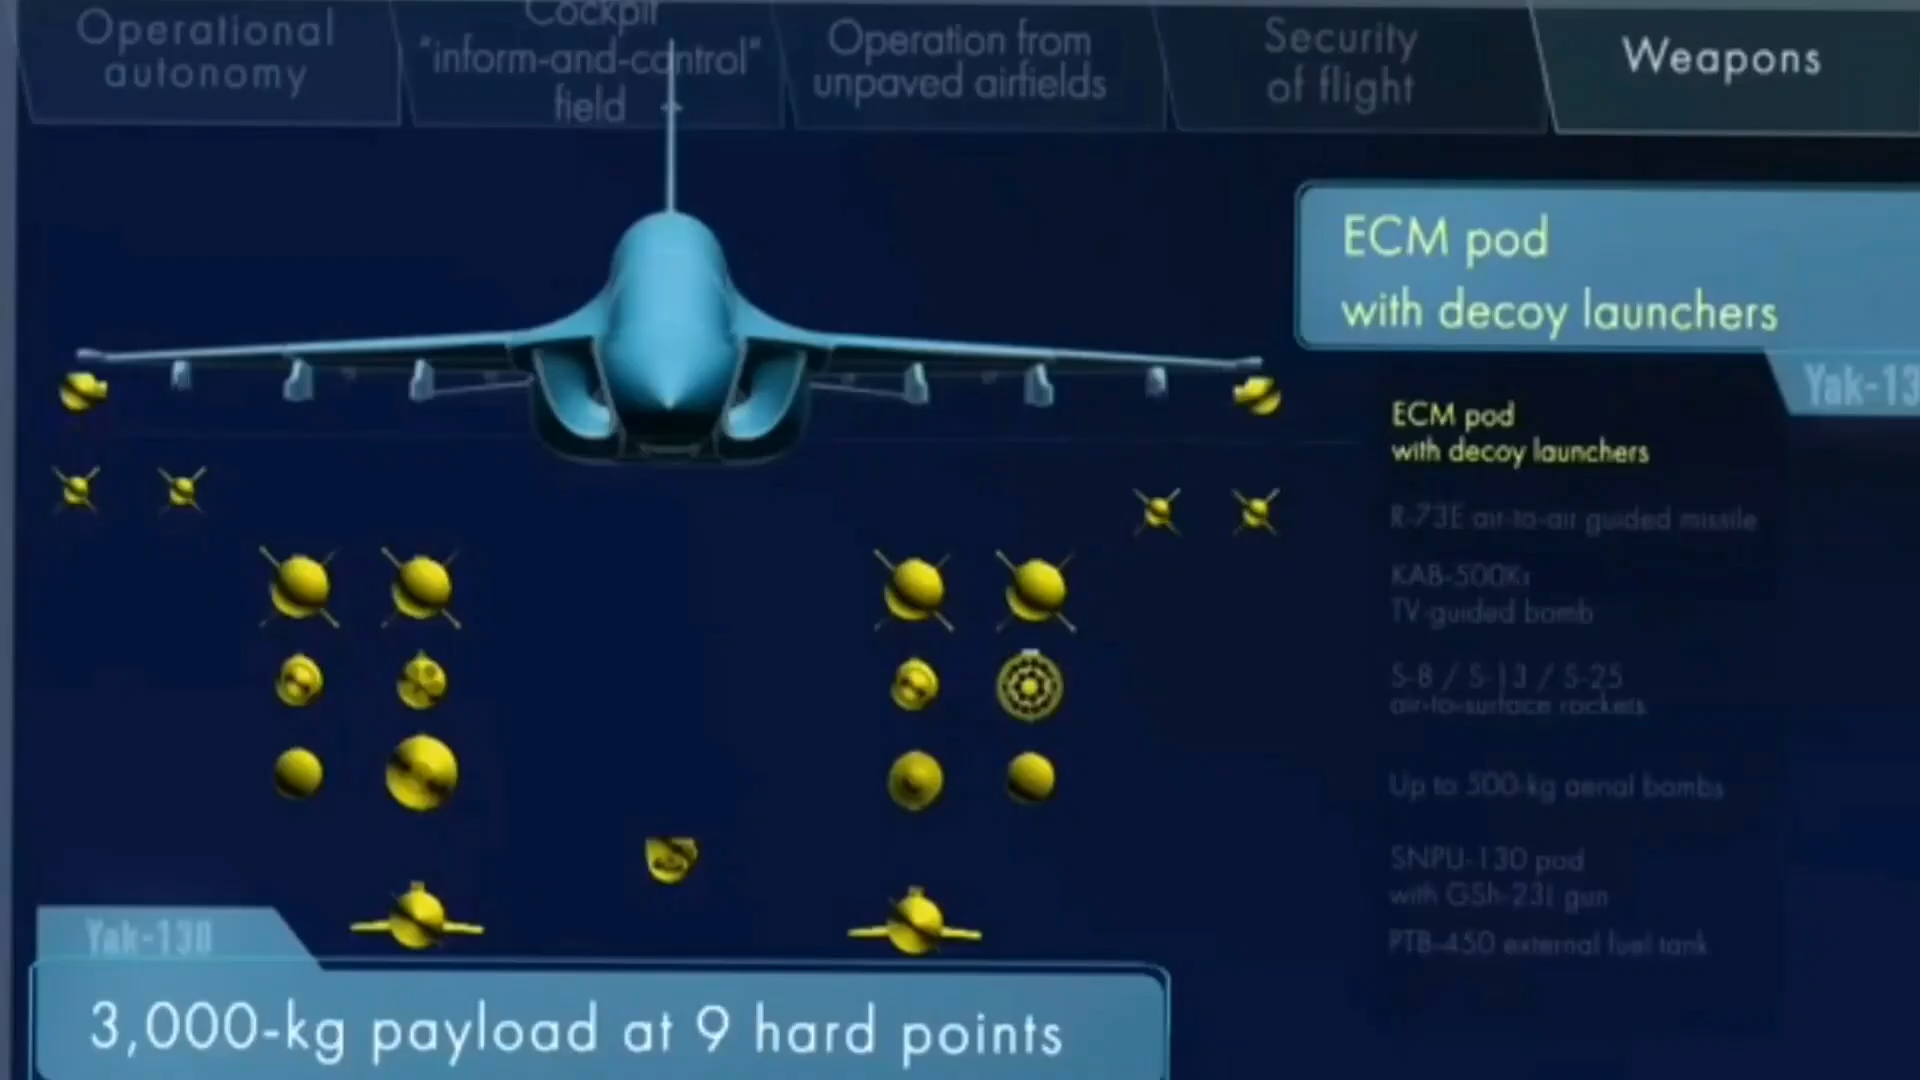 Operational
autonomy
Cockpit
"inform-and-control"
field
Operation from
unpaved airfields
Security
of flight
Weapons
ECM pod
with decoy launchers
Yak-13
ECM pod
with decoy launchers
R-73E air-to-air guided missile
KAB-500Kr
TV-guided bomb
S-8 / S-13 / S-25
air-to-surface rockets
Up to 500-kg aerial bombs
SNPU-130 pod
with GSh-23L gun
PTB-450 external fuel tank
Yak-130
3,000-kg payload at 9 hard points